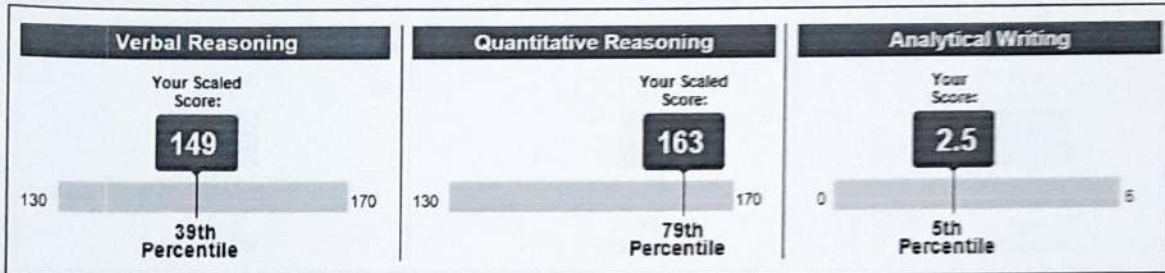 Verbal Reasoning
Your Scaled
Score:
149
130
170
39th
Percentile
Quantitative Reasoning
Your Scaled
Score:
163
130
170
79th
Percentile
Analytical Writing
Your
Score:
2.5
0
6
5th
Percentile